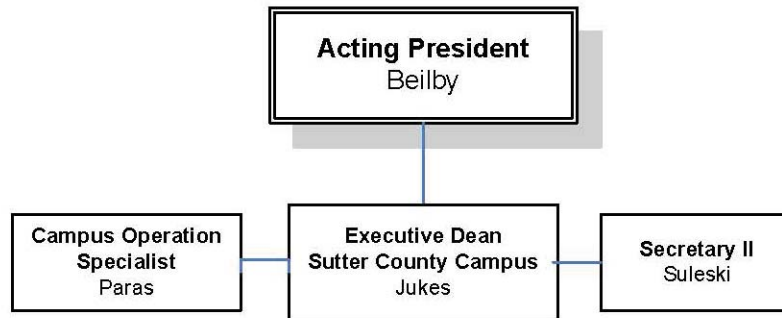 Acting President
Beilby
Campus Operation
Specialist
Paras
Executive Dean
Sutter County Campus
Jukes
Secretary II
Suleski